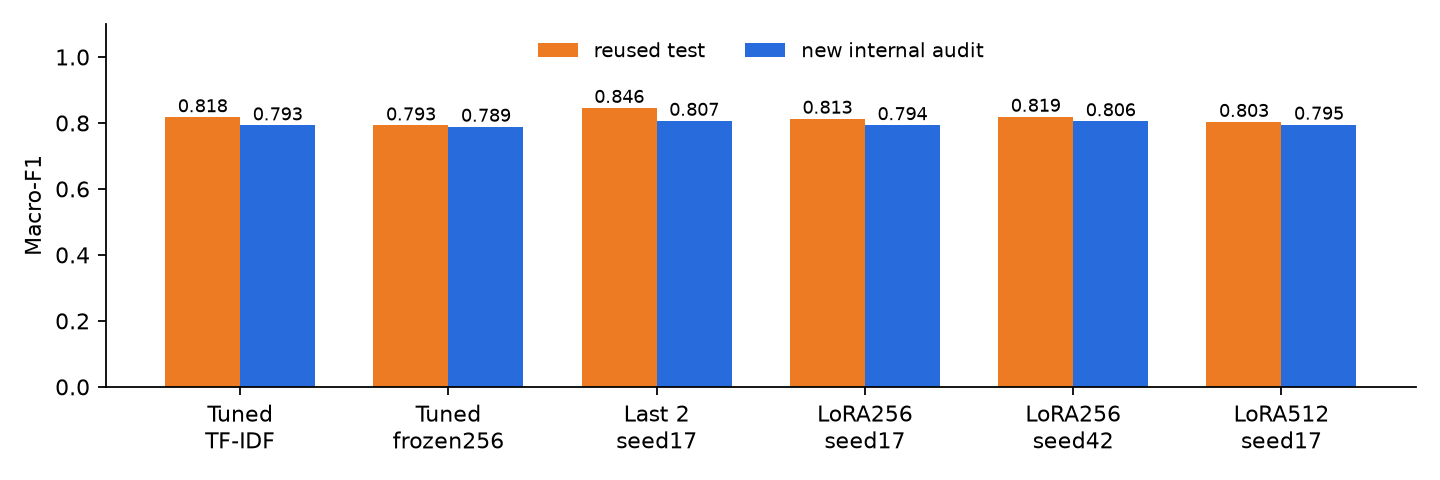 reused test
new internal audit
Macro-F1
1.0
0.8
0.6
0.4
0.2
0.0
0.818
0.793
0.793
0.789
0.846
0.807
0.813
0.794
0.819
0.806
0.803
0.795
Tuned
TF-IDF
Tuned
frozen256
Last 2
seed17
LoRA256
seed17
LoRA256
seed42
LoRA512
seed17